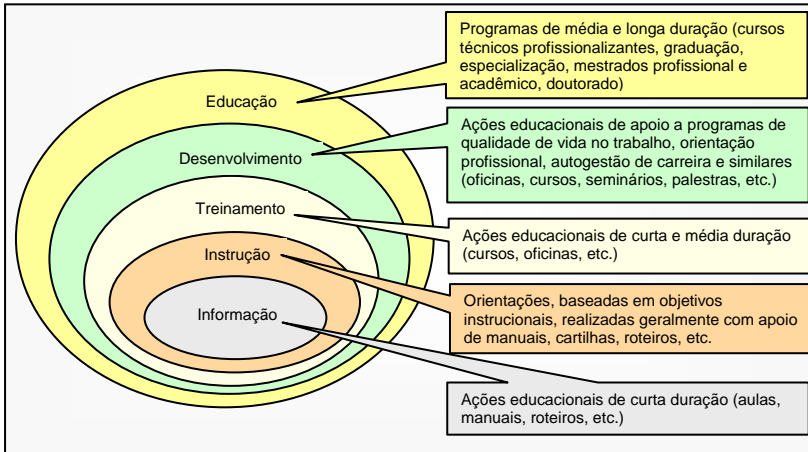 Programas de média e longa duração (cursos
técnicos profissionalizantes, graduação,
especialização, mestrados profissional e
acadêmico, doutorado)
Educação
Ações educacionais de apoio a programas de
qualidade de vida no trabalho, orientação
profissional, autogestão de carreira e similares
(oficinas, cursos, seminários, palestras, etc.)
Desenvolvimento
Treinamento
Ações educacionais de curta e média duração
(cursos, oficinas, etc.)
Instrução
Orientações, baseadas em objetivos
instrucionais, realizadas geralmente com apoio
de manuais, cartilhas, roteiros, etc.
Informação
Ações educacionais de curta duração (aulas,
manuais, roteiros, etc.)